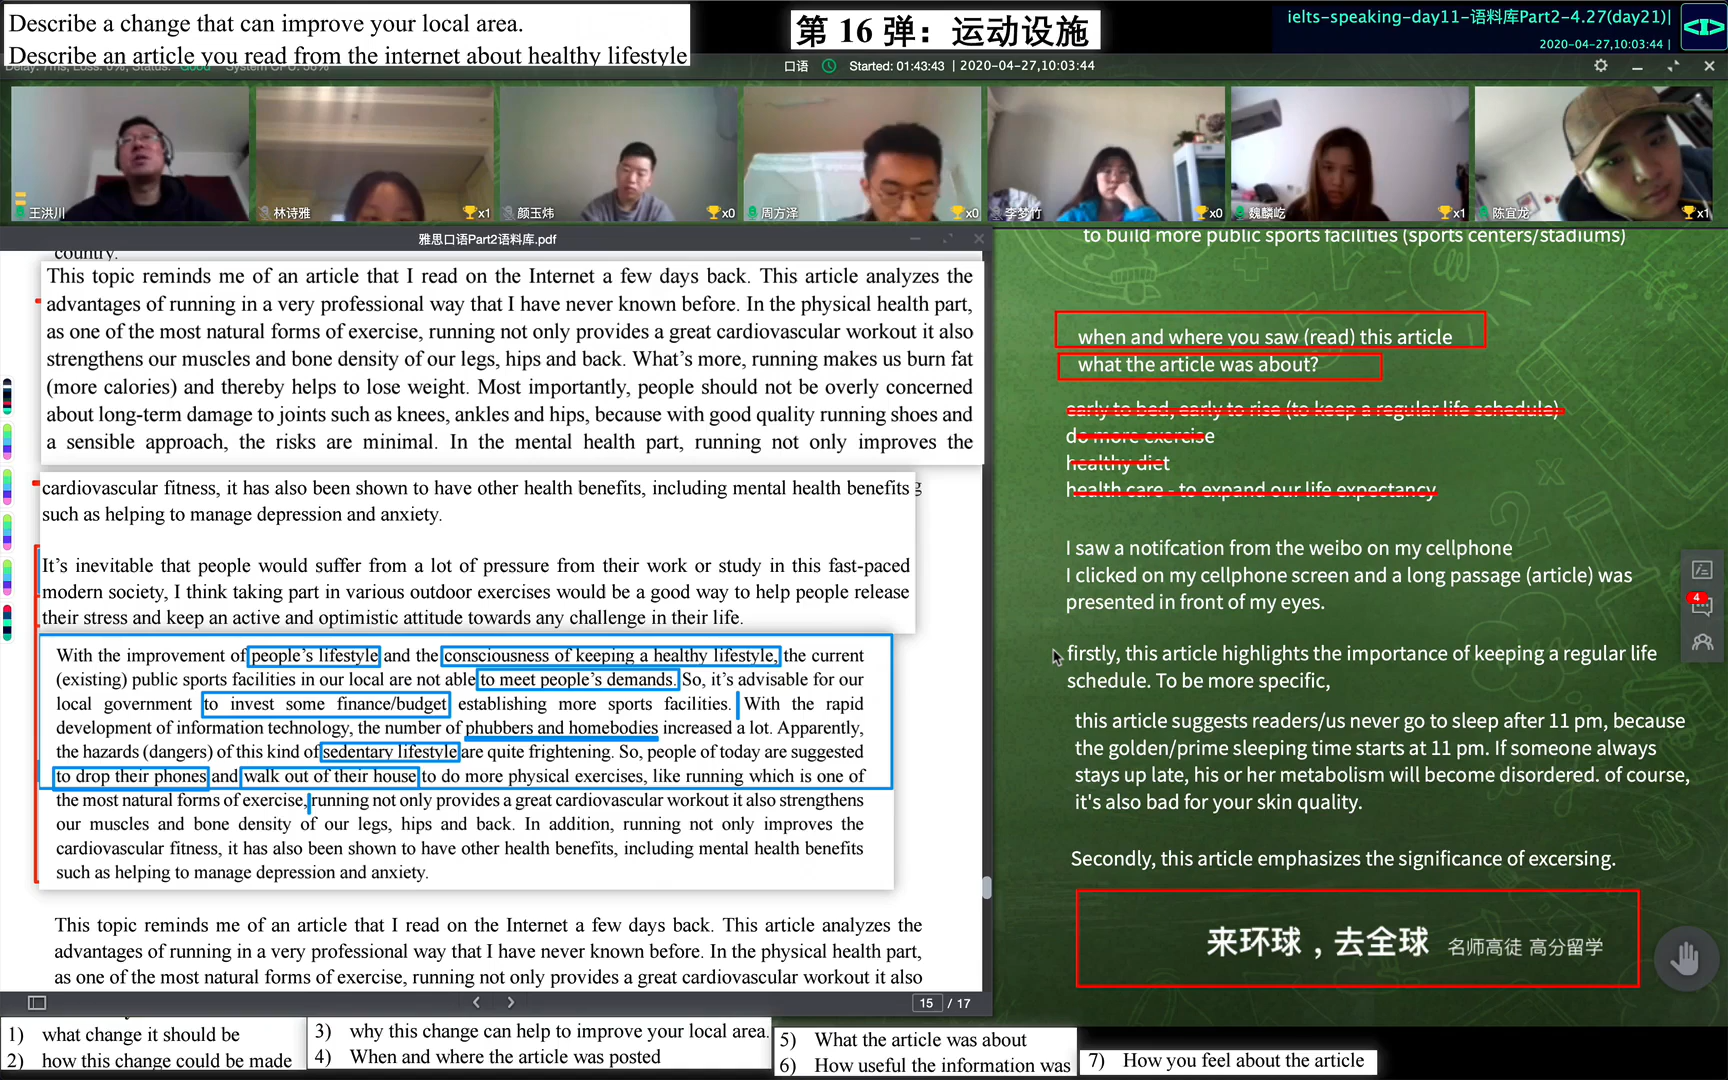 Describe a change that can improve your local area.
Describe an article you read from the internet about healthy lifestyle
第 16 弹：运动设施
ielts-speaking-day11-语料库Part2-4.27(day21)|
2020-04-27,10:03:44 |
口语 Started: 01:43:43 | 2020-04-27,10:03:44
王洪川
林诗雅 x1
颜玉炜 x0
周方泽 x0
李梦竹 x0
魏麟屹 x1
陈宜龙 x1
雅思口语Part2语料库.pdf
country.
This topic reminds me of an article that I read on the Internet a few days back. This article analyzes the
advantages of running in a very professional way that I have never known before. In the physical health part,
as one of the most natural forms of exercise, running not only provides a great cardiovascular workout it also
strengthens our muscles and bone density of our legs, hips and back. What's more, running makes us burn fat
(more calories) and thereby helps to lose weight. Most importantly, people should not be overly concerned
about long-term damage to joints such as knees, ankles and hips, because with good quality running shoes and
a sensible approach, the risks are minimal. In the mental health part, running not only improves the
cardiovascular fitness, it has also been shown to have other health benefits, including mental health benefits
such as helping to manage depression and anxiety.
It's inevitable that people would suffer from a lot of pressure from their work or study in this fast-paced
modern society, I think taking part in various outdoor exercises would be a good way to help people release
their stress and keep an active and optimistic attitude towards any challenge in their life.
With the improvement of people's lifestyle and the consciousness of keeping a healthy lifestyle, the current
(existing) public sports facilities in our local are not able to meet people's demands. So, it's advisable for our
local government to invest some finance/budget establishing more sports facilities. With the rapid
development of information technology, the number of phubbers and homebodies increased a lot. Apparently,
the hazards (dangers) of this kind of sedentary lifestyle are quite frightening. So, people of today are suggested
to drop their phones and walk out of their house to do more physical exercises, like running which is one of
the most natural forms of exercise, running not only provides a great cardiovascular workout it also strengthens
our muscles and bone density of our legs, hips and back. In addition, running not only improves the
cardiovascular fitness, it has also been shown to have other health benefits, including mental health benefits
such as helping to manage depression and anxiety.
This topic reminds me of an article that I read on the Internet a few days back. This article analyzes the
advantages of running in a very professional way that I have never known before. In the physical health part,
as one of the most natural forms of exercise, running not only provides a great cardiovascular workout it also
15 / 17
to build more public sports facilities (sports centers/stadiums)
when and where you saw (read) this article
what the article was about?
early to bed, early to rise (to keep a regular life schedule)
do more exercise
healthy diet
health care - to expand our life expectancy
I saw a notifcation from the weibo on my cellphone
I clicked on my cellphone screen and a long passage (article) was
presented in front of my eyes.
firstly, this article highlights the importance of keeping a regular life
schedule. To be more specific,
this article suggests readers/us never go to sleep after 11 pm, because
the golden/prime sleeping time starts at 11 pm. If someone always
stays up late, his or her metabolism will become disordered. of course,
it's also bad for your skin quality.
Secondly, this article emphasizes the significance of excersing.
来环球，去全球 名师高徒 高分留学
4
1) what change it should be
2) how this change could be made
3) why this change can help to improve your local area.
4) When and where the article was posted
5) What the article was about
6) How useful the information was
7) How you feel about the article